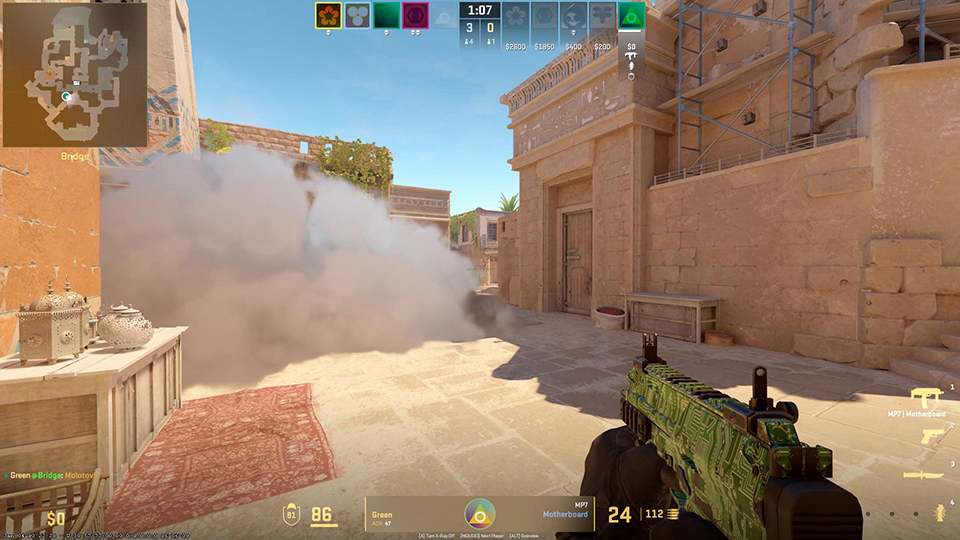 1:07
3 0
4 1
$2600 $1850 $400 $200 $0
Bridge
1
MP7 | Motherboard
2
3
4
Green @ Bridge: Molotov!
$0
91 86
Green
ADR 47
MP7
Motherboard
24 112
[X] Turn X-Ray Off [MOUSE1] Next Player [ALT] Overview